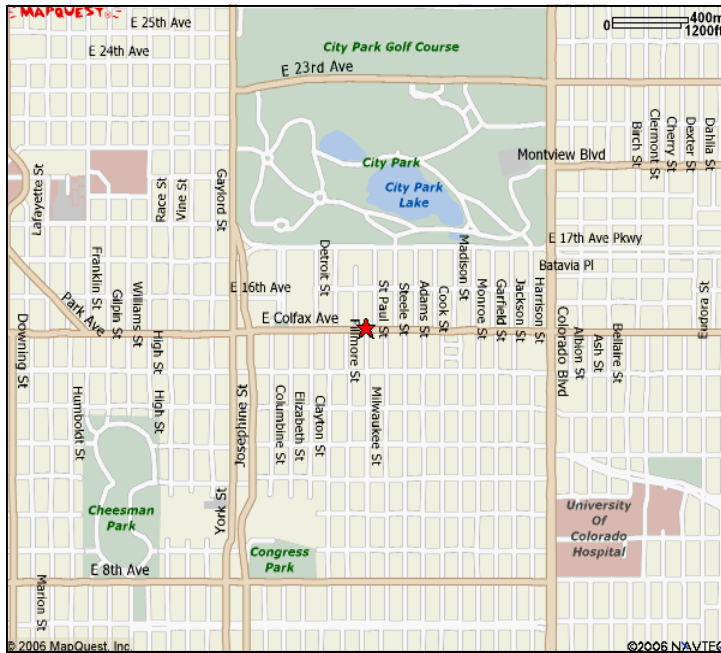 MAPQUEST
400m
0
1200ft
E 25th Ave
E 24th Ave
City Park Golf Course
E 23rd Ave
Birch St
Clermont St
Cherry St
Dexter St
Dahlia St
Montview Blvd
City Park
City Park
Lake
Lafayette St
Race St
Vine St
Gaylord St
E 17th Ave Pkwy
Batavia Pl
Franklin St
Gilpin St
Williams St
High St
Park Ave
Detroit St
E 16th Ave
E Colfax Ave
Fillmore St
St Paul St
Steele St
Adams St
Cook St
Madison St
Monroe St
Garfield St
Jackson St
Harrison St
Colorado Blvd
Albion St
Ash St
Bellaire St
Eudora St
Downing St
Humboldt St
High St
Josephine St
Columbine St
Elizabeth St
Clayton St
Milwaukee St
Cheesman
Park
York St
University
Of
Colorado
Hospital
Congress
Park
E 8th Ave
Marion St
© 2006 MapQuest, Inc.
©2006 NAVTEQ